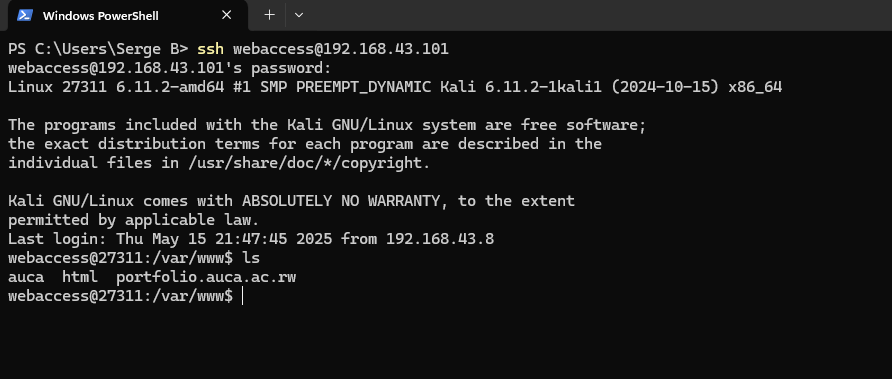 Windows PowerShell
PS C:\Users\Serge B> ssh webaccess@192.168.43.101
webaccess@192.168.43.101's password:
Linux 27311 6.11.2-amd64 #1 SMP PREEMPT_DYNAMIC Kali 6.11.2-1kali1 (2024-10-15) x86_64
The programs included with the Kali GNU/Linux system are free software;
the exact distribution terms for each program are described in the
individual files in /usr/share/doc/*/copyright.
Kali GNU/Linux comes with ABSOLUTELY NO WARRANTY, to the extent
permitted by applicable law.
Last login: Thu May 15 21:47:45 2025 from 192.168.43.8
webaccess@27311:/var/www$ ls
auca  html  portfolio.auca.ac.rw
webaccess@27311:/var/www$